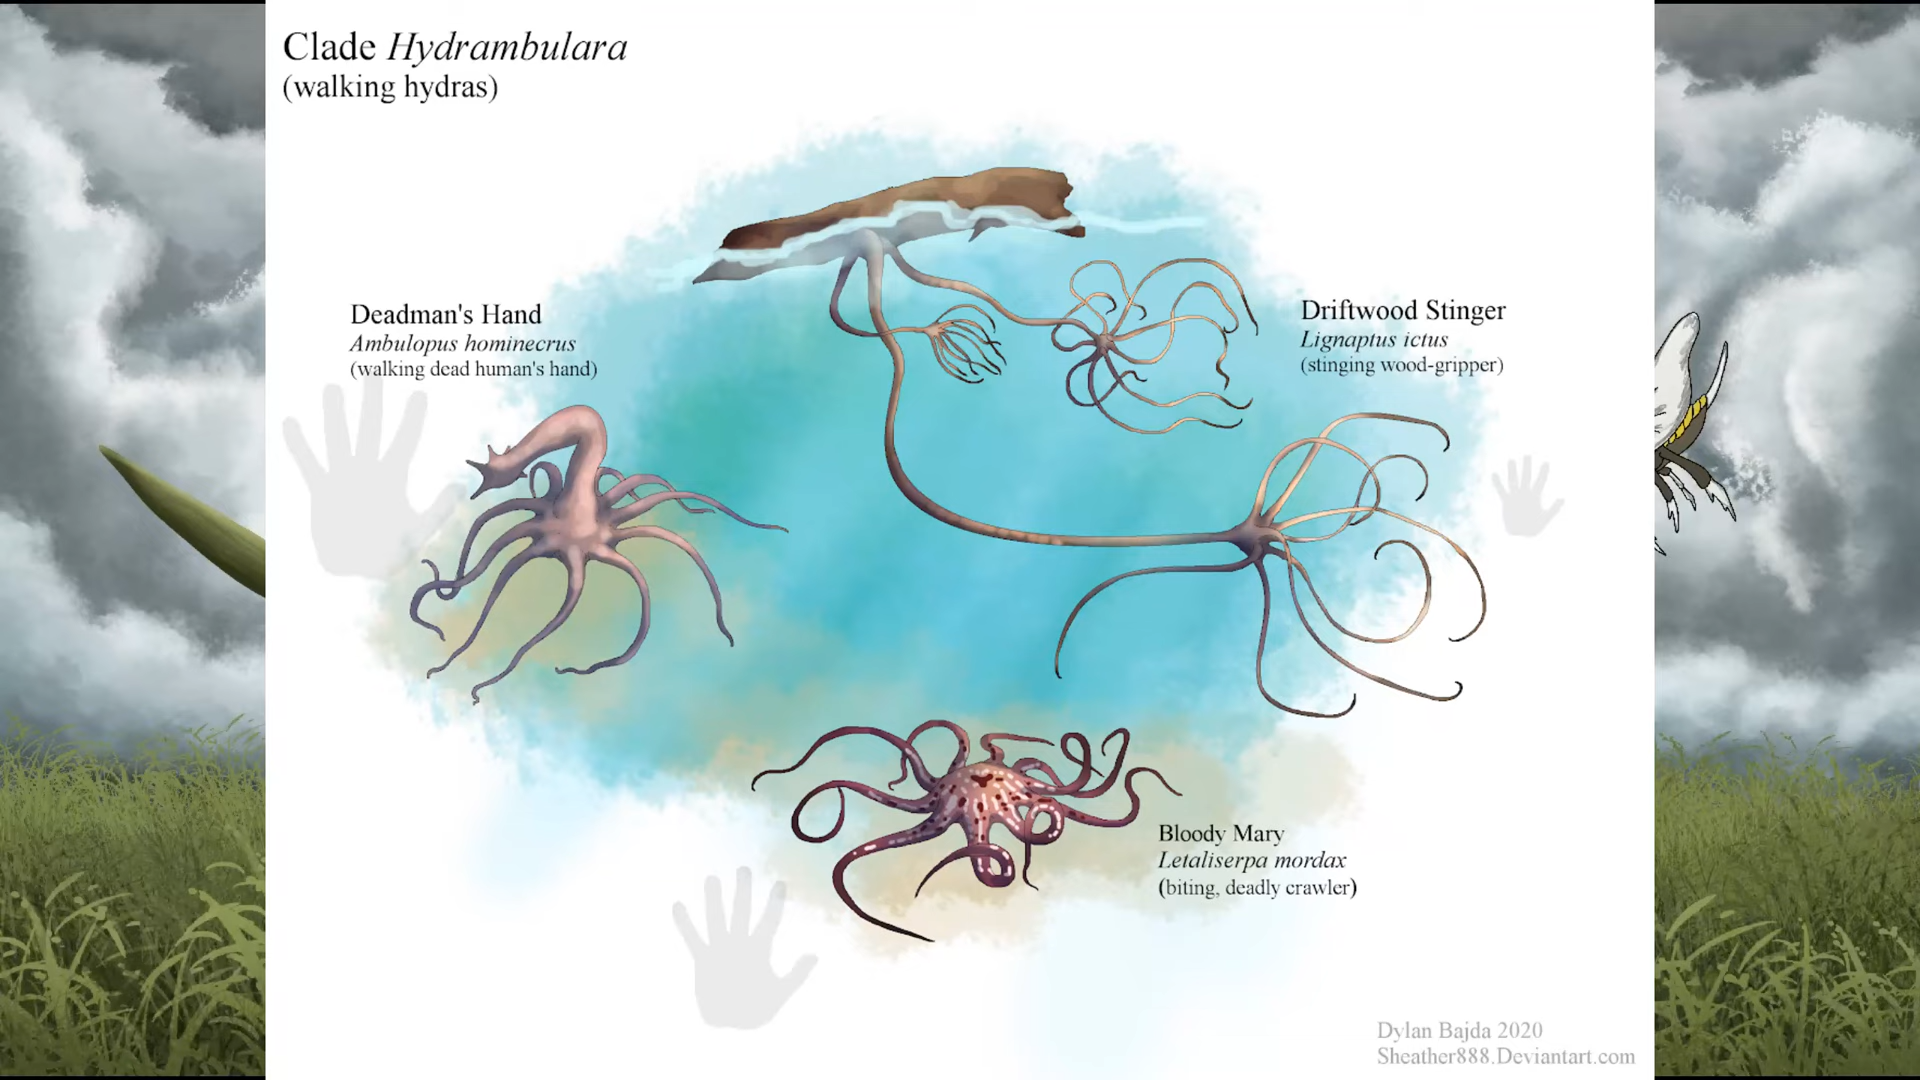 Clade Hydrambulara
(walking hydras)
Deadman's Hand
Ambulopus hominecrus
(walking dead human's hand)
Driftwood Stinger
Lignaptus ictus
(stinging wood-gripper)
Bloody Mary
Letaliserpa mordax
(biting, deadly crawler)
Dylan Bajda 2020
Sheather888.Deviantart.com